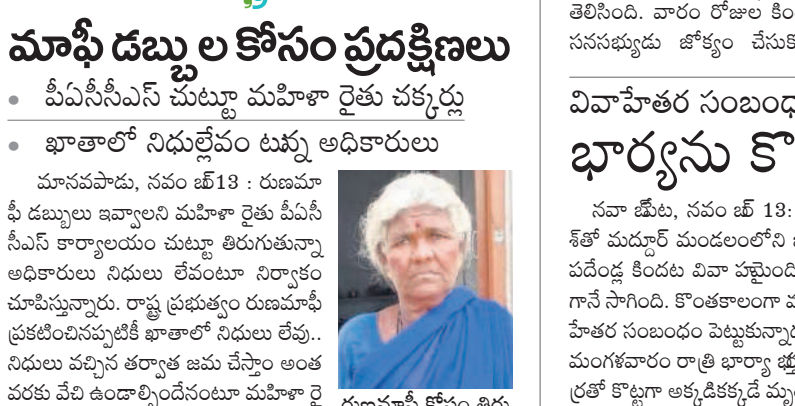 మాఫీ డబ్బుల కోసం ప్రదక్షిణలు
• పీఏసీసీఎస్ చుట్టూ మహిళా రైతు చక్కర్లు
• ఖాతాలో నిధుల్లేవం టున్న అధికారులు
మానవపాడు, నవం బర్13 : రుణమా
ఫీ డబ్బులు ఇవ్వాలని మహిళా రైతు పీఏసీ
సీఎస్ కార్యాలయం చుట్టూ తిరుగుతున్నా
అధికారులు నిధులు లేవంటూ నిర్వాకం
చూపిస్తున్నారు. రాష్ట్ర ప్రభుత్వం రుణమాఫీ
ప్రకటించినప్పటికీ ఖాతాలో నిధులు లేవు..
నిధులు వచ్చిన తర్వాత జమ చేస్తాం అంత
వరకు వేచి ఉండాల్సిందేనంటూ మహిళా రై
రుణమాఫీ కోసం తిరు
తెలిసింది. వారం రోజుల
సనసభ్యుడు జోక్యం
వివాహేతర
భార్యను
నవా బ్‌పేట, నవం బర్ 13:
శ్‌తో మద్దూర్ మండలంలోని
పదేండ్ల కిందట వివా హమైంది
గానే సాగింది. కొంతకాలంగా
హేతర సంబంధం
మంగళవారం రాత్రి భార్యా
ర్రతో కొట్టగా అక్కడికక్కడే